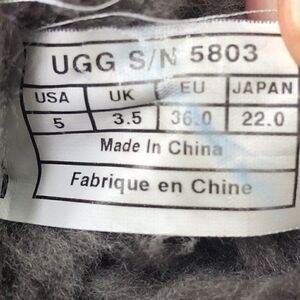 UGG S/N 5803
USA UK EU JAPAN
5 3.5 36.0 22.0
Made In China
Fabrique en Chine